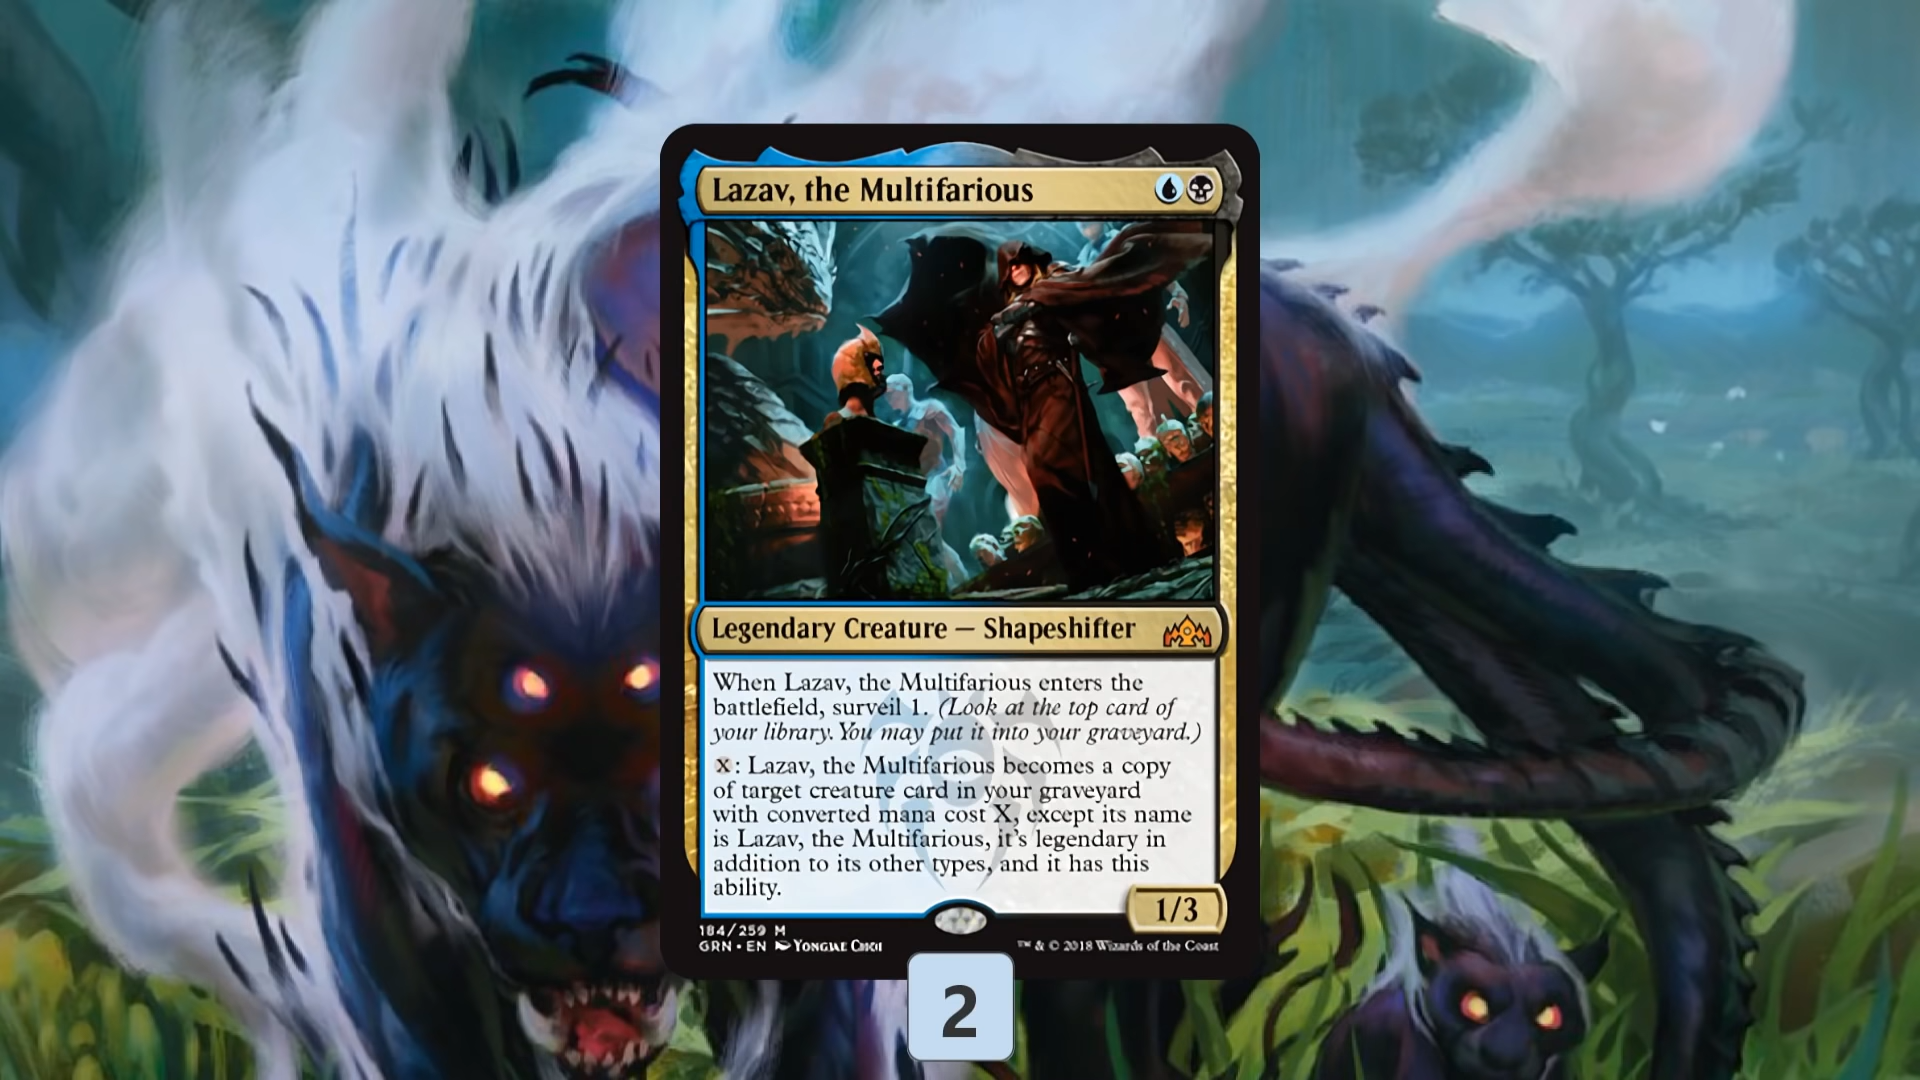 Lazav, the Multifarious
Legendary Creature — Shapeshifter
When Lazav, the Multifarious enters the
battlefield, surveil 1. (Look at the top card of
your library. You may put it into your graveyard.)
X: Lazav, the Multifarious becomes a copy
of target creature card in your graveyard
with converted mana cost X, except its name
is Lazav, the Multifarious, it's legendary in
addition to its other types, and it has this
ability.
1/3
184/259 M
GRN • EN Yongjae Choi
™ & © 2018 Wizards of the Coast
2